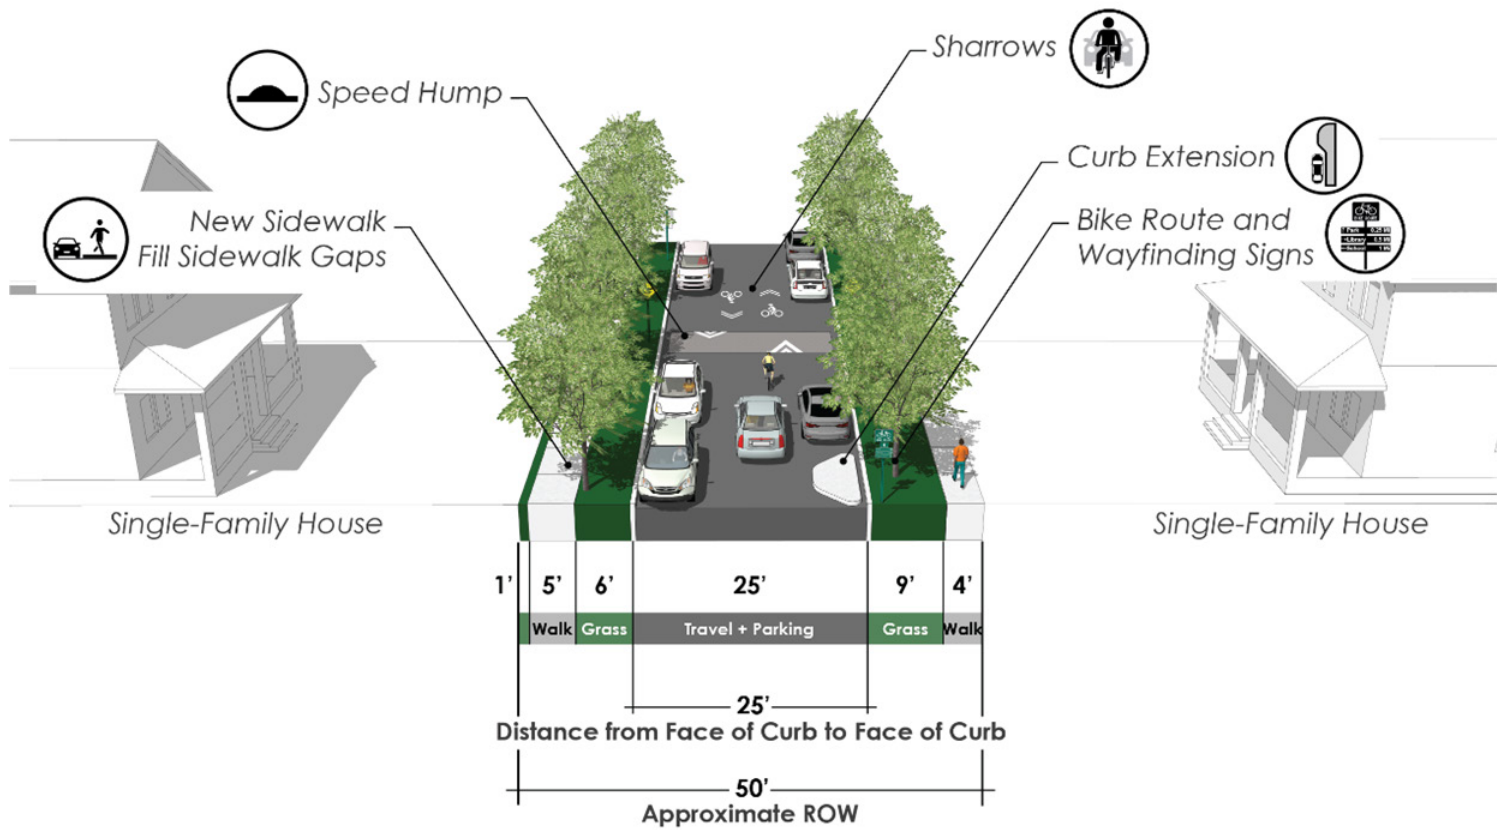 Sharrows
Speed Hump
Curb Extension
New Sidewalk
Fill Sidewalk Gaps
Bike Route and
Wayfinding Signs
Single-Family House
Single-Family House
1' 5' 6' 25' 9' 4'
Walk Grass Travel + Parking Grass Walk
25'
Distance from Face of Curb to Face of Curb
50'
Approximate ROW